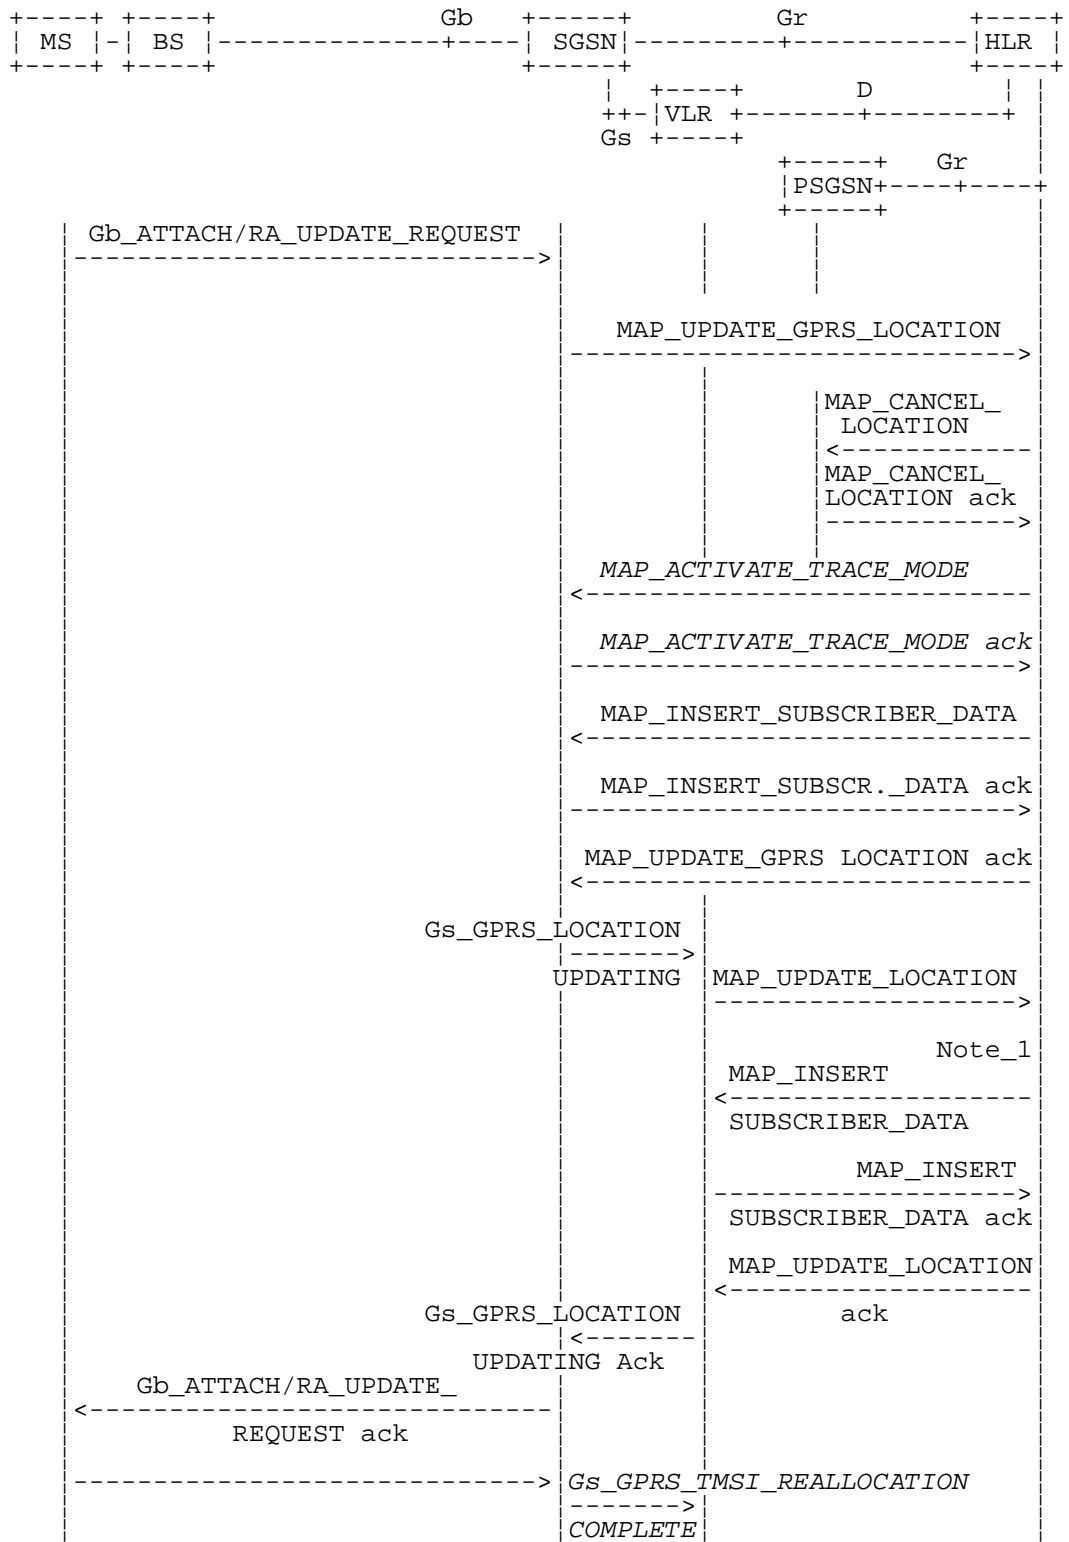 Gb Gr
MS BS SGSN HLR
D
VLR
Gs
Gr
PSGSN
Gb_ATTACH/RA_UPDATE_REQUEST
MAP_UPDATE_GPRS_LOCATION
MAP_CANCEL_
LOCATION
MAP_CANCEL_
LOCATION ack
MAP_ACTIVATE_TRACE_MODE
MAP_ACTIVATE_TRACE_MODE ack
MAP_INSERT_SUBSCRIBER_DATA
MAP_INSERT_SUBSCR._DATA ack
MAP_UPDATE_GPRS LOCATION ack
Gs_GPRS_LOCATION
UPDATING MAP_UPDATE_LOCATION
Note_1
MAP_INSERT
SUBSCRIBER_DATA
MAP_INSERT
SUBSCRIBER_DATA ack
MAP_UPDATE_LOCATION
Gs_GPRS_LOCATION ack
UPDATING Ack
Gb_ATTACH/RA_UPDATE_
REQUEST ack
Gs_GPRS_TMSI_REALLOCATION
COMPLETE